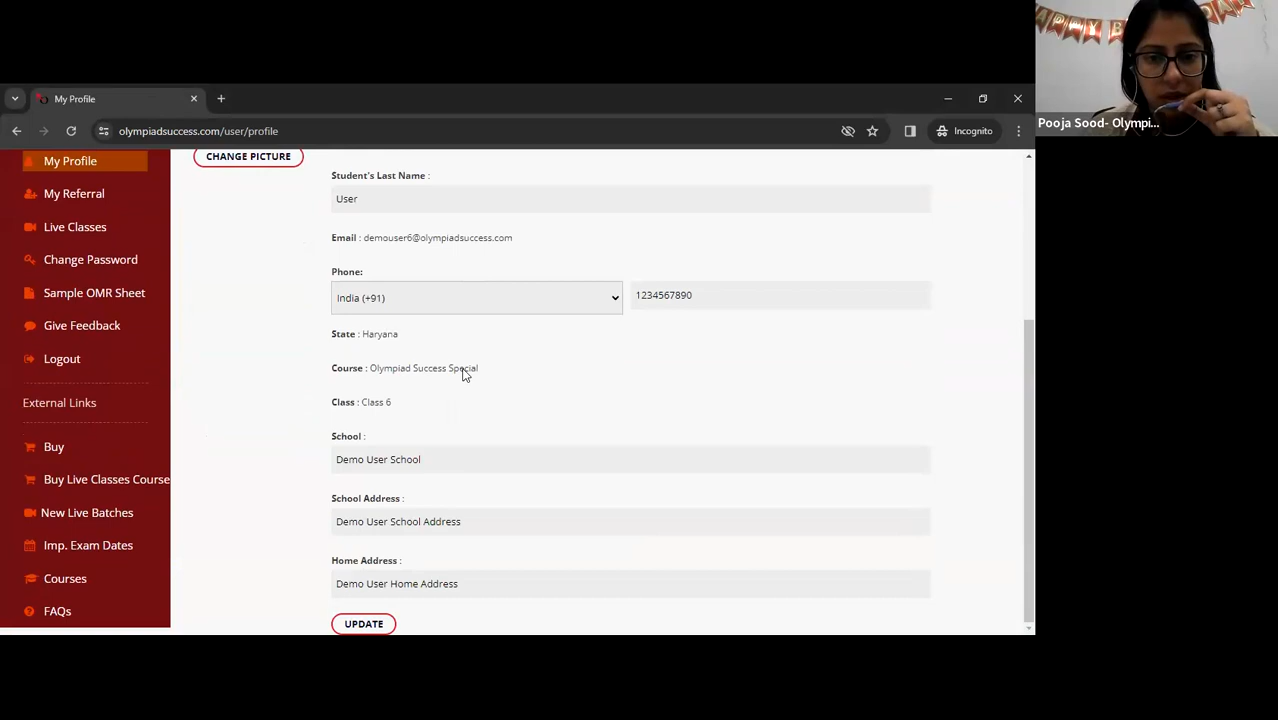 HAPPY B
Pooja Sood- Olympi...
My Profile
olympiadsuccess.com/user/profile
Incognito
My Profile
My Referral
Live Classes
Change Password
Sample OMR Sheet
Give Feedback
Logout
External Links
Buy
Buy Live Classes Course
New Live Batches
Imp. Exam Dates
Courses
FAQs
CHANGE PICTURE
Student's Last Name :
User
Email : demouser6@olympiadsuccess.com
Phone:
India (+91) 1234567890
State : Haryana
Course : Olympiad Success Special
Class : Class 6
School :
Demo User School
School Address :
Demo User School Address
Home Address :
Demo User Home Address
UPDATE